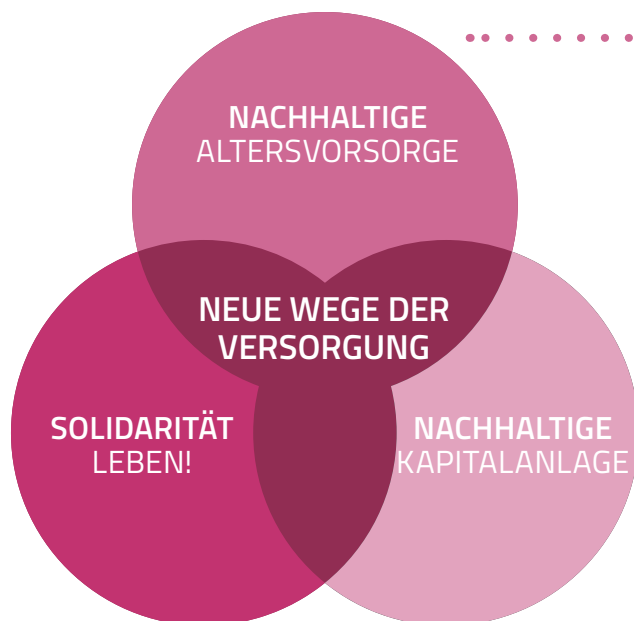 NACHHALTIGE
ALTERSVORSORGE
NEUE WEGE DER
VERSORGUNG
SOLIDARITÄT
LEBEN!
NACHHALTIGE
KAPITALANLAGE